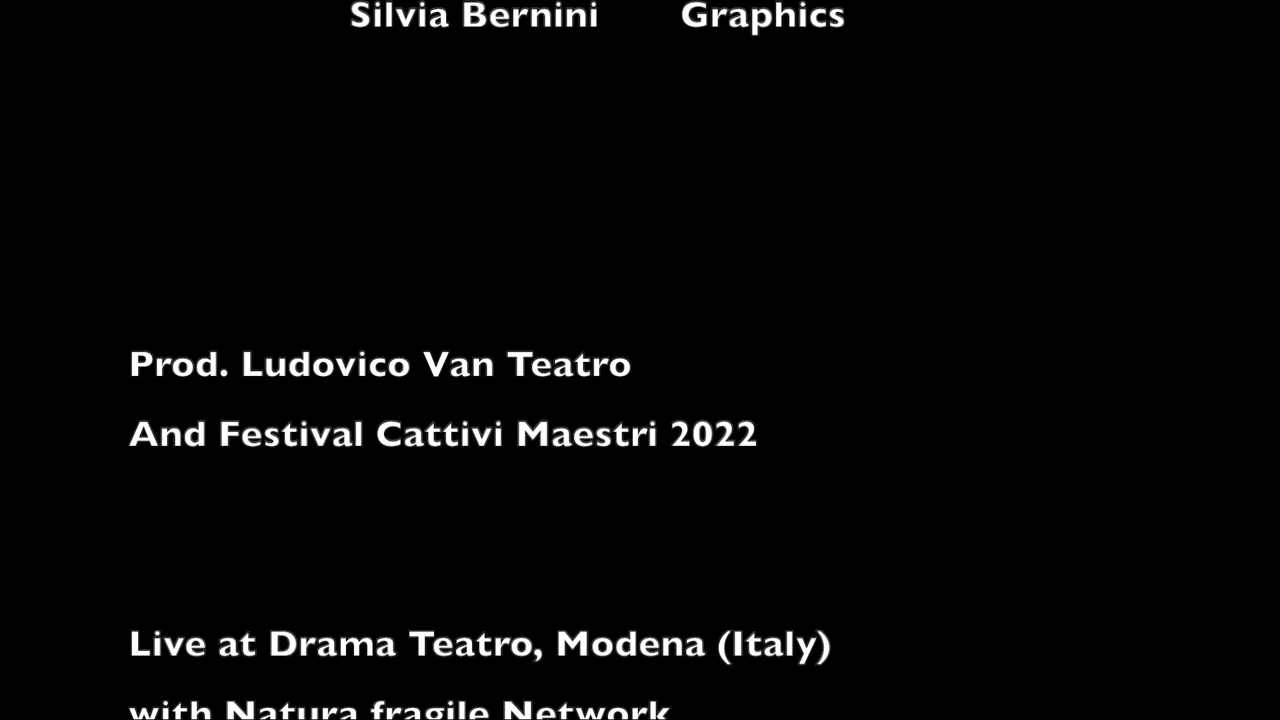 Silvia Bernini Graphics
Prod. Ludovico Van Teatro
And Festival Cattivi Maestri 2022
Live at Drama Teatro, Modena (Italy)
with Natura fragile Network